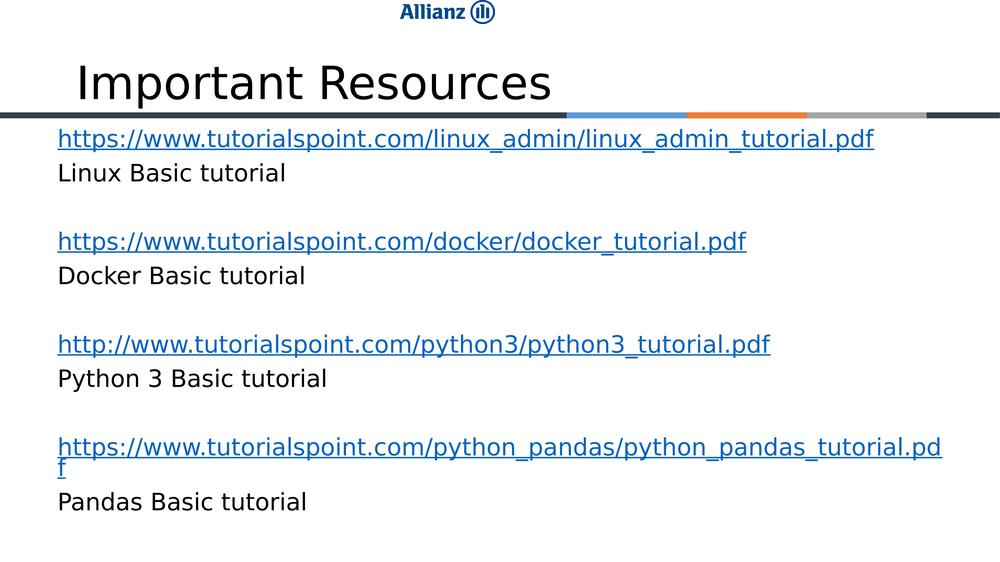 Allianz
Important Resources
https://www.tutorialspoint.com/linux_admin/linux_admin_tutorial.pdf
Linux Basic tutorial
https://www.tutorialspoint.com/docker/docker_tutorial.pdf
Docker Basic tutorial
http://www.tutorialspoint.com/python3/python3_tutorial.pdf
Python 3 Basic tutorial
https://www.tutorialspoint.com/python_pandas/python_pandas_tutorial.pd
f
Pandas Basic tutorial